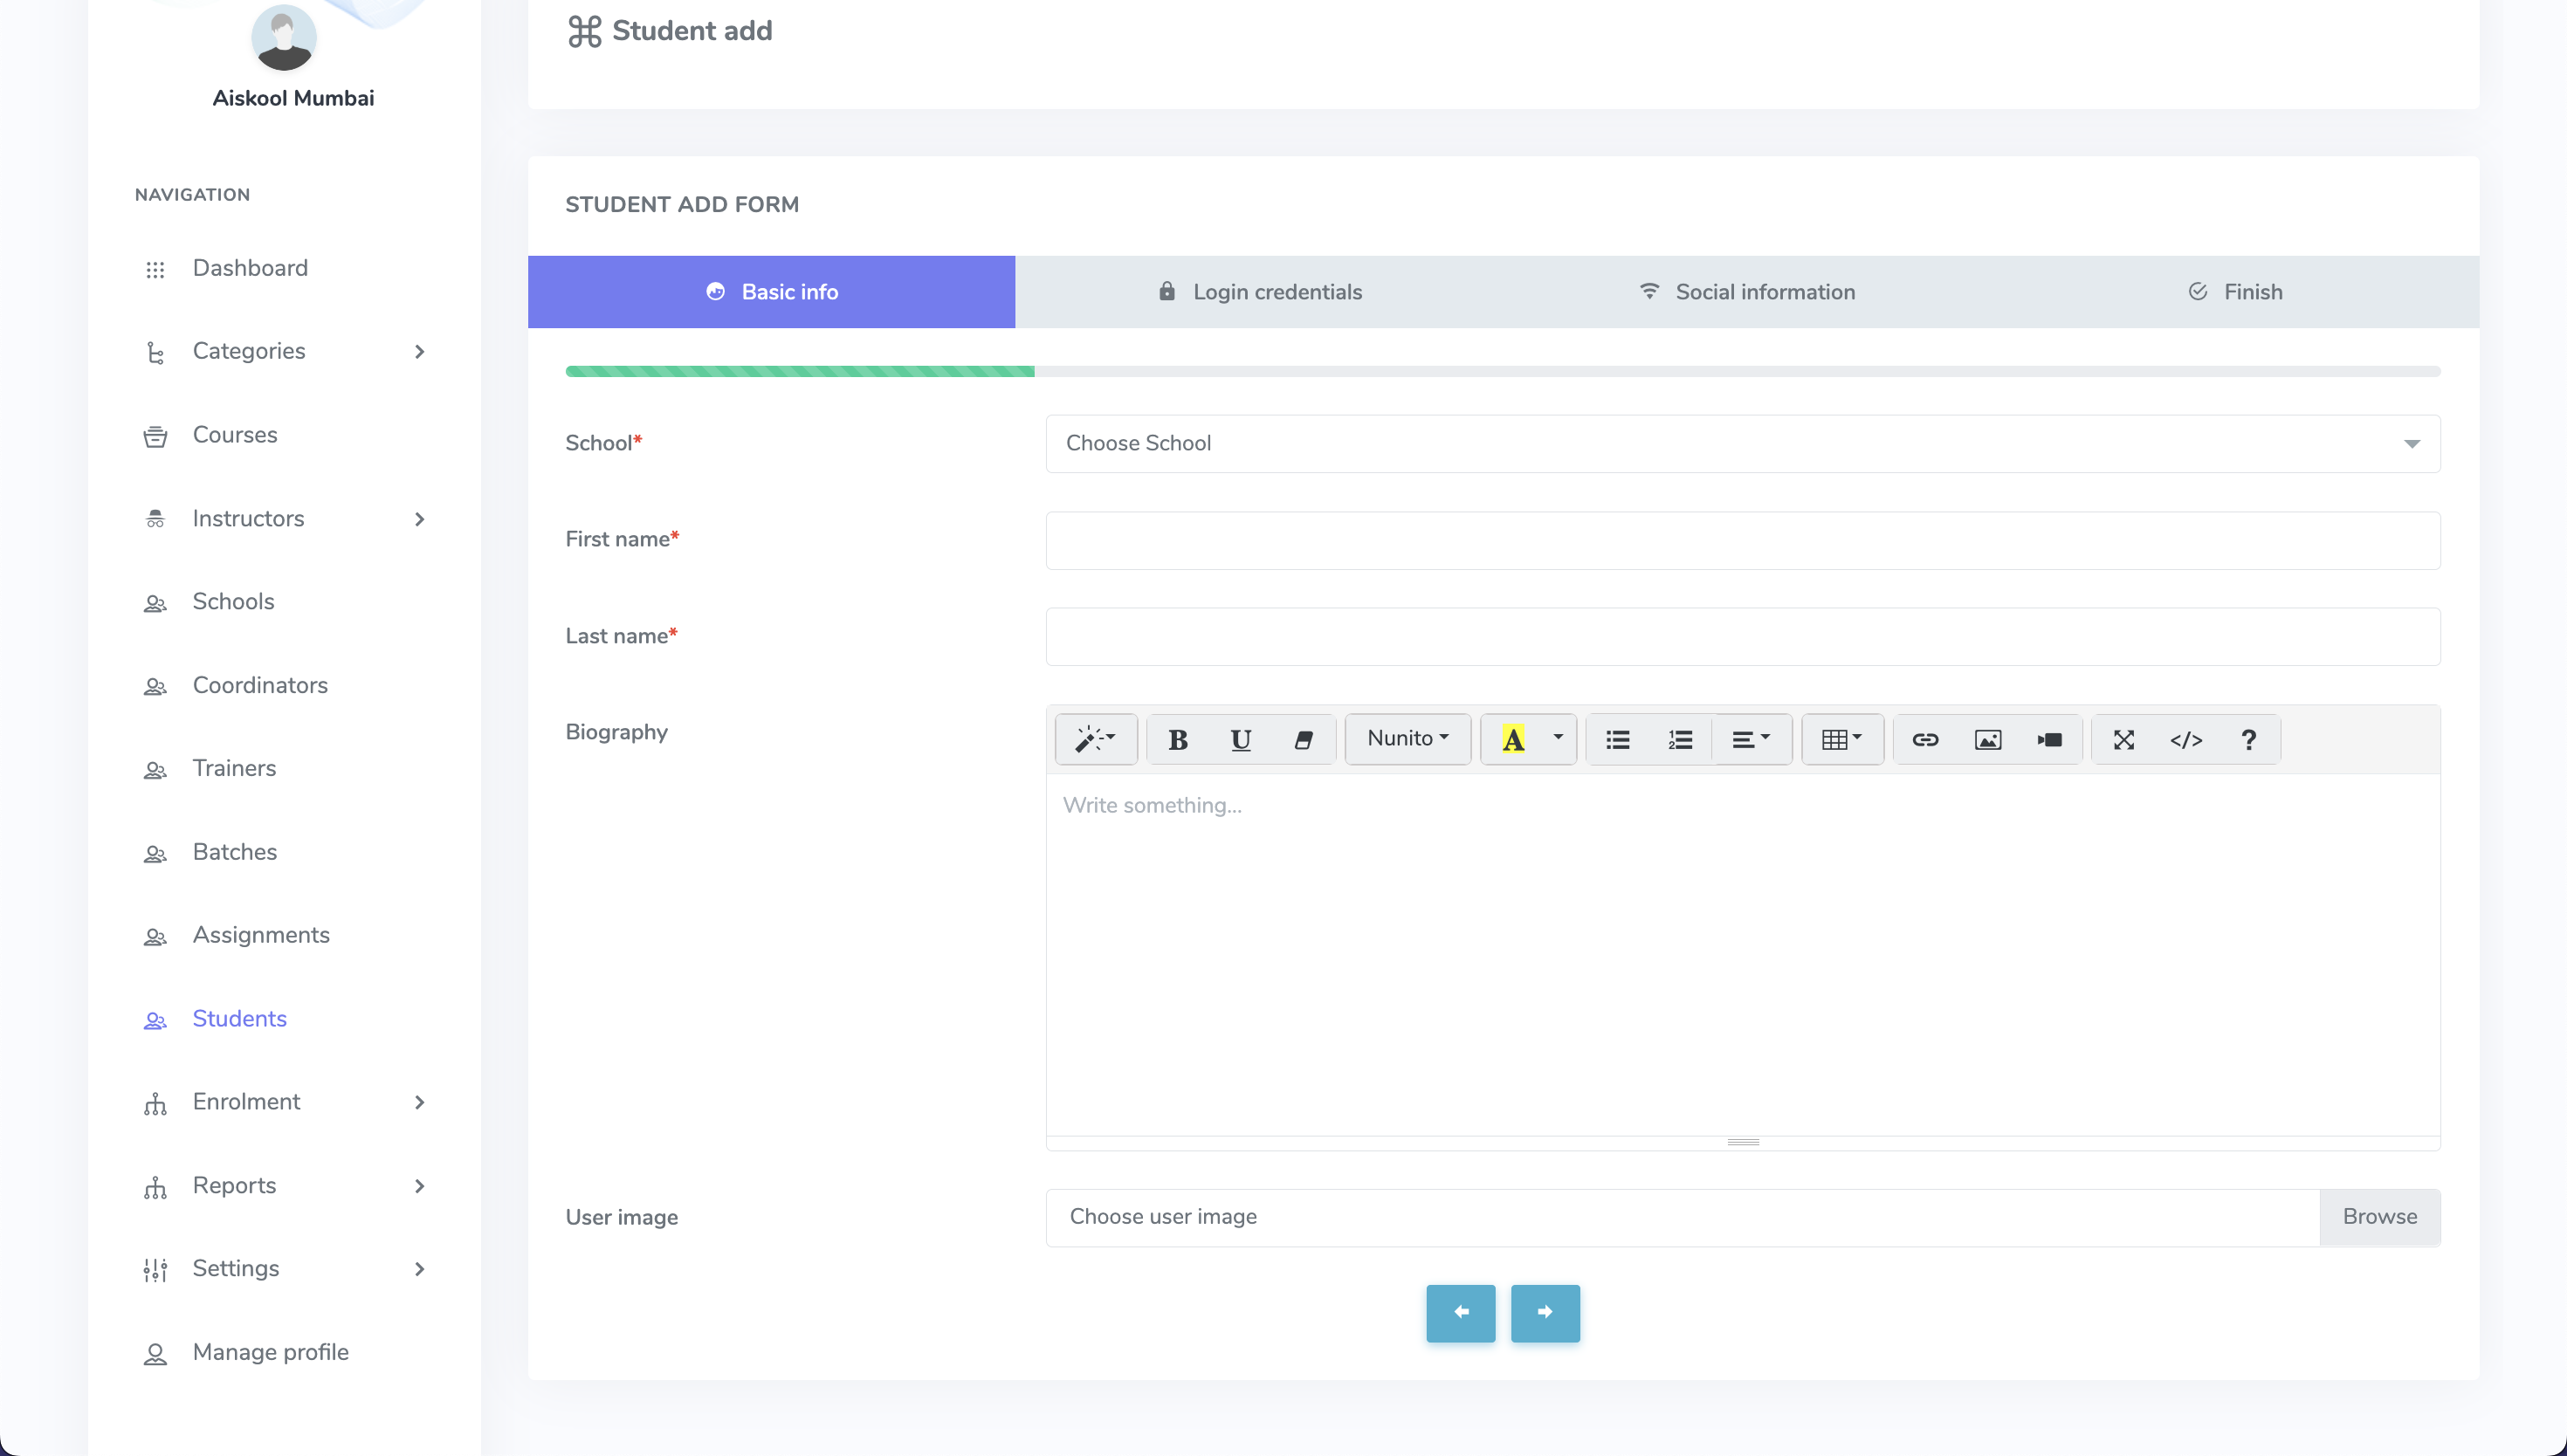 Student add
Aiskool Mumbai
NAVIGATION
Dashboard
Categories
Courses
Instructors
Schools
Coordinators
Trainers
Batches
Assignments
Students
Enrolment
Reports
Settings
Manage profile
STUDENT ADD FORM
Basic info
Login credentials
Social information
Finish
School*
Choose School
First name*
Last name*
Biography
B U Nunito A </> ?
Write something...
User image
Choose user image
Browse